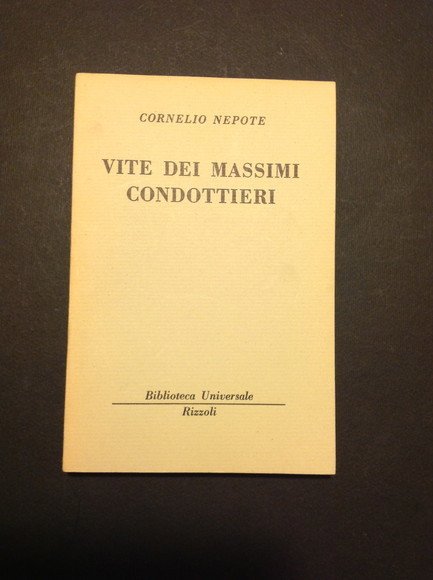 CORNELIO NEPOTE
VITE DEI MASSIMI
CONDOTTIERI
Biblioteca Universale
Rizzoli